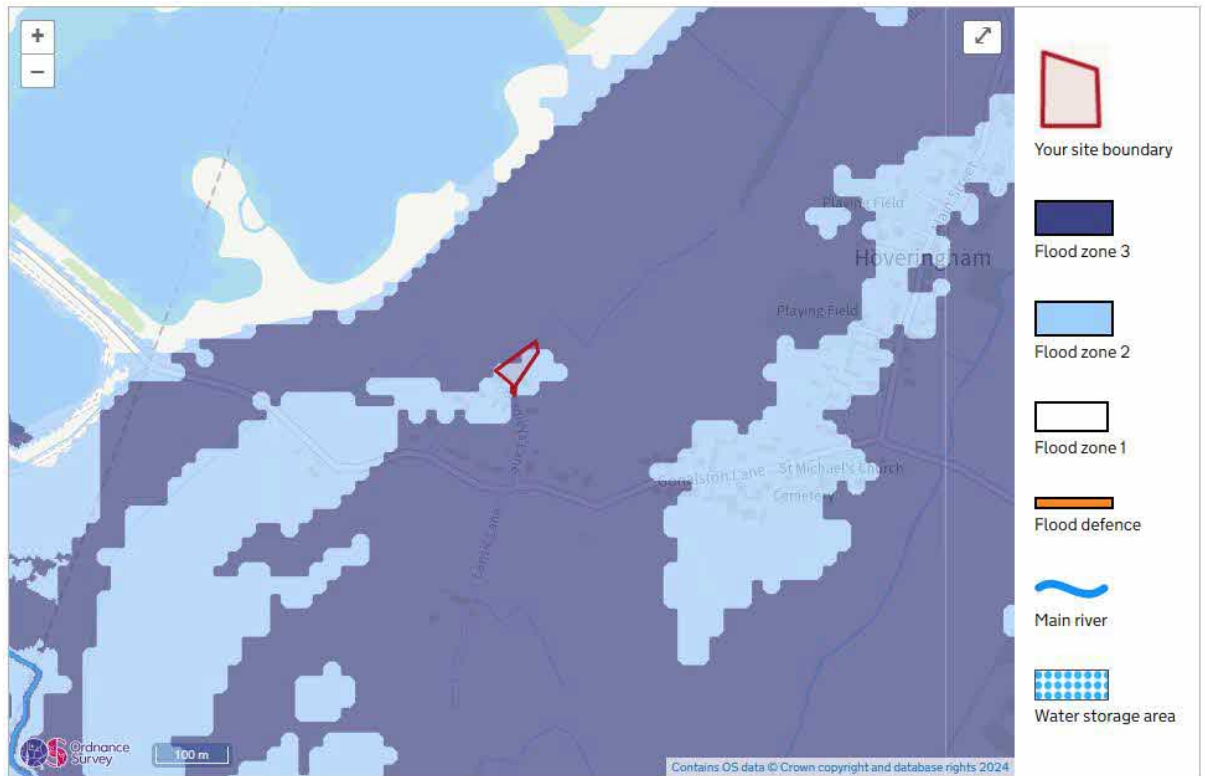 +
−
Playing Field
Main Street
Hoveringham
Playing Field
Gonalston Lane
St Michael's Church
Cemetery
Ordnance
Survey
100 m
Contains OS data © Crown copyright and database rights 2024
Your site boundary
Flood zone 3
Flood zone 2
Flood zone 1
Flood defence
Main river
Water storage area